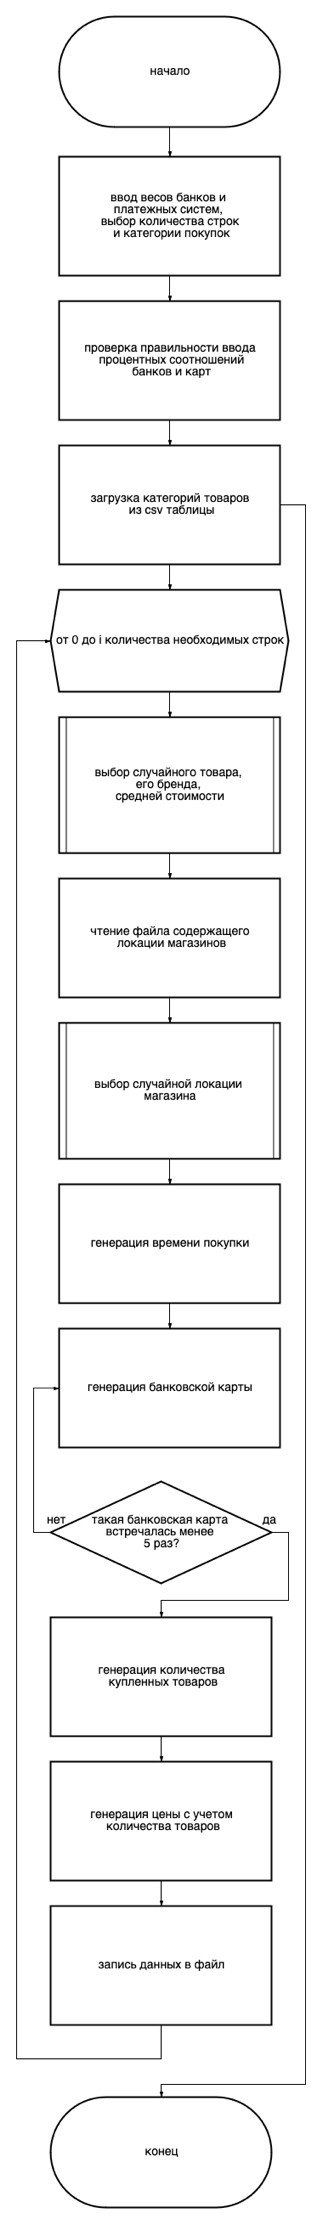 начало
ввод весов банков и
платежных систем,
выбор количества строк
и категории покупок
проверка правильности ввода
процентных соотношений
банков и карт
загрузка категорий товаров
из csv таблицы
от 0 до i количества необходимых строк
выбор случайного товара,
его бренда,
средней стоимости
чтение файла содержащего
локации магазинов
выбор случайной локации
магазина
генерация времени покупки
генерация банковской карты
нет
такая банковская карта
встречалась менее
5 раз?
да
генерация количества
купленных товаров
генерация цены с учетом
количества товаров
запись данных в файл
конец